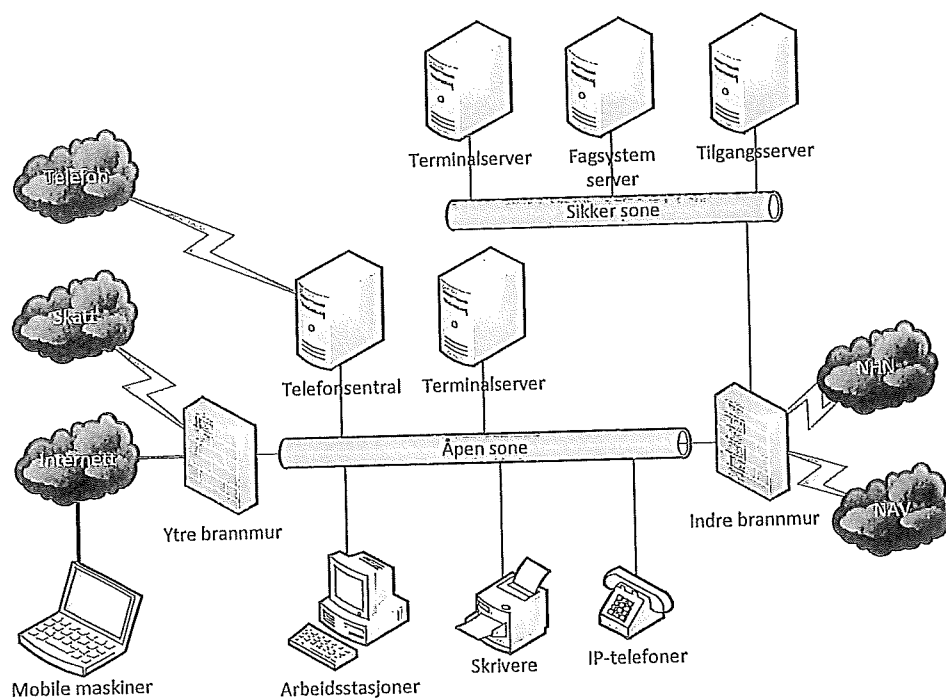 Terminalserver
Fagsystem
server
Tilgangsserver
Telefon
Sikker sone
Skatt
Telefonsentral
Terminalserver
NHN
Internett
Åpen sone
Ytre brannmur
Indre brannmur
NAV
Mobile maskiner
Arbeidsstasjoner
Skrivere
IP-telefoner